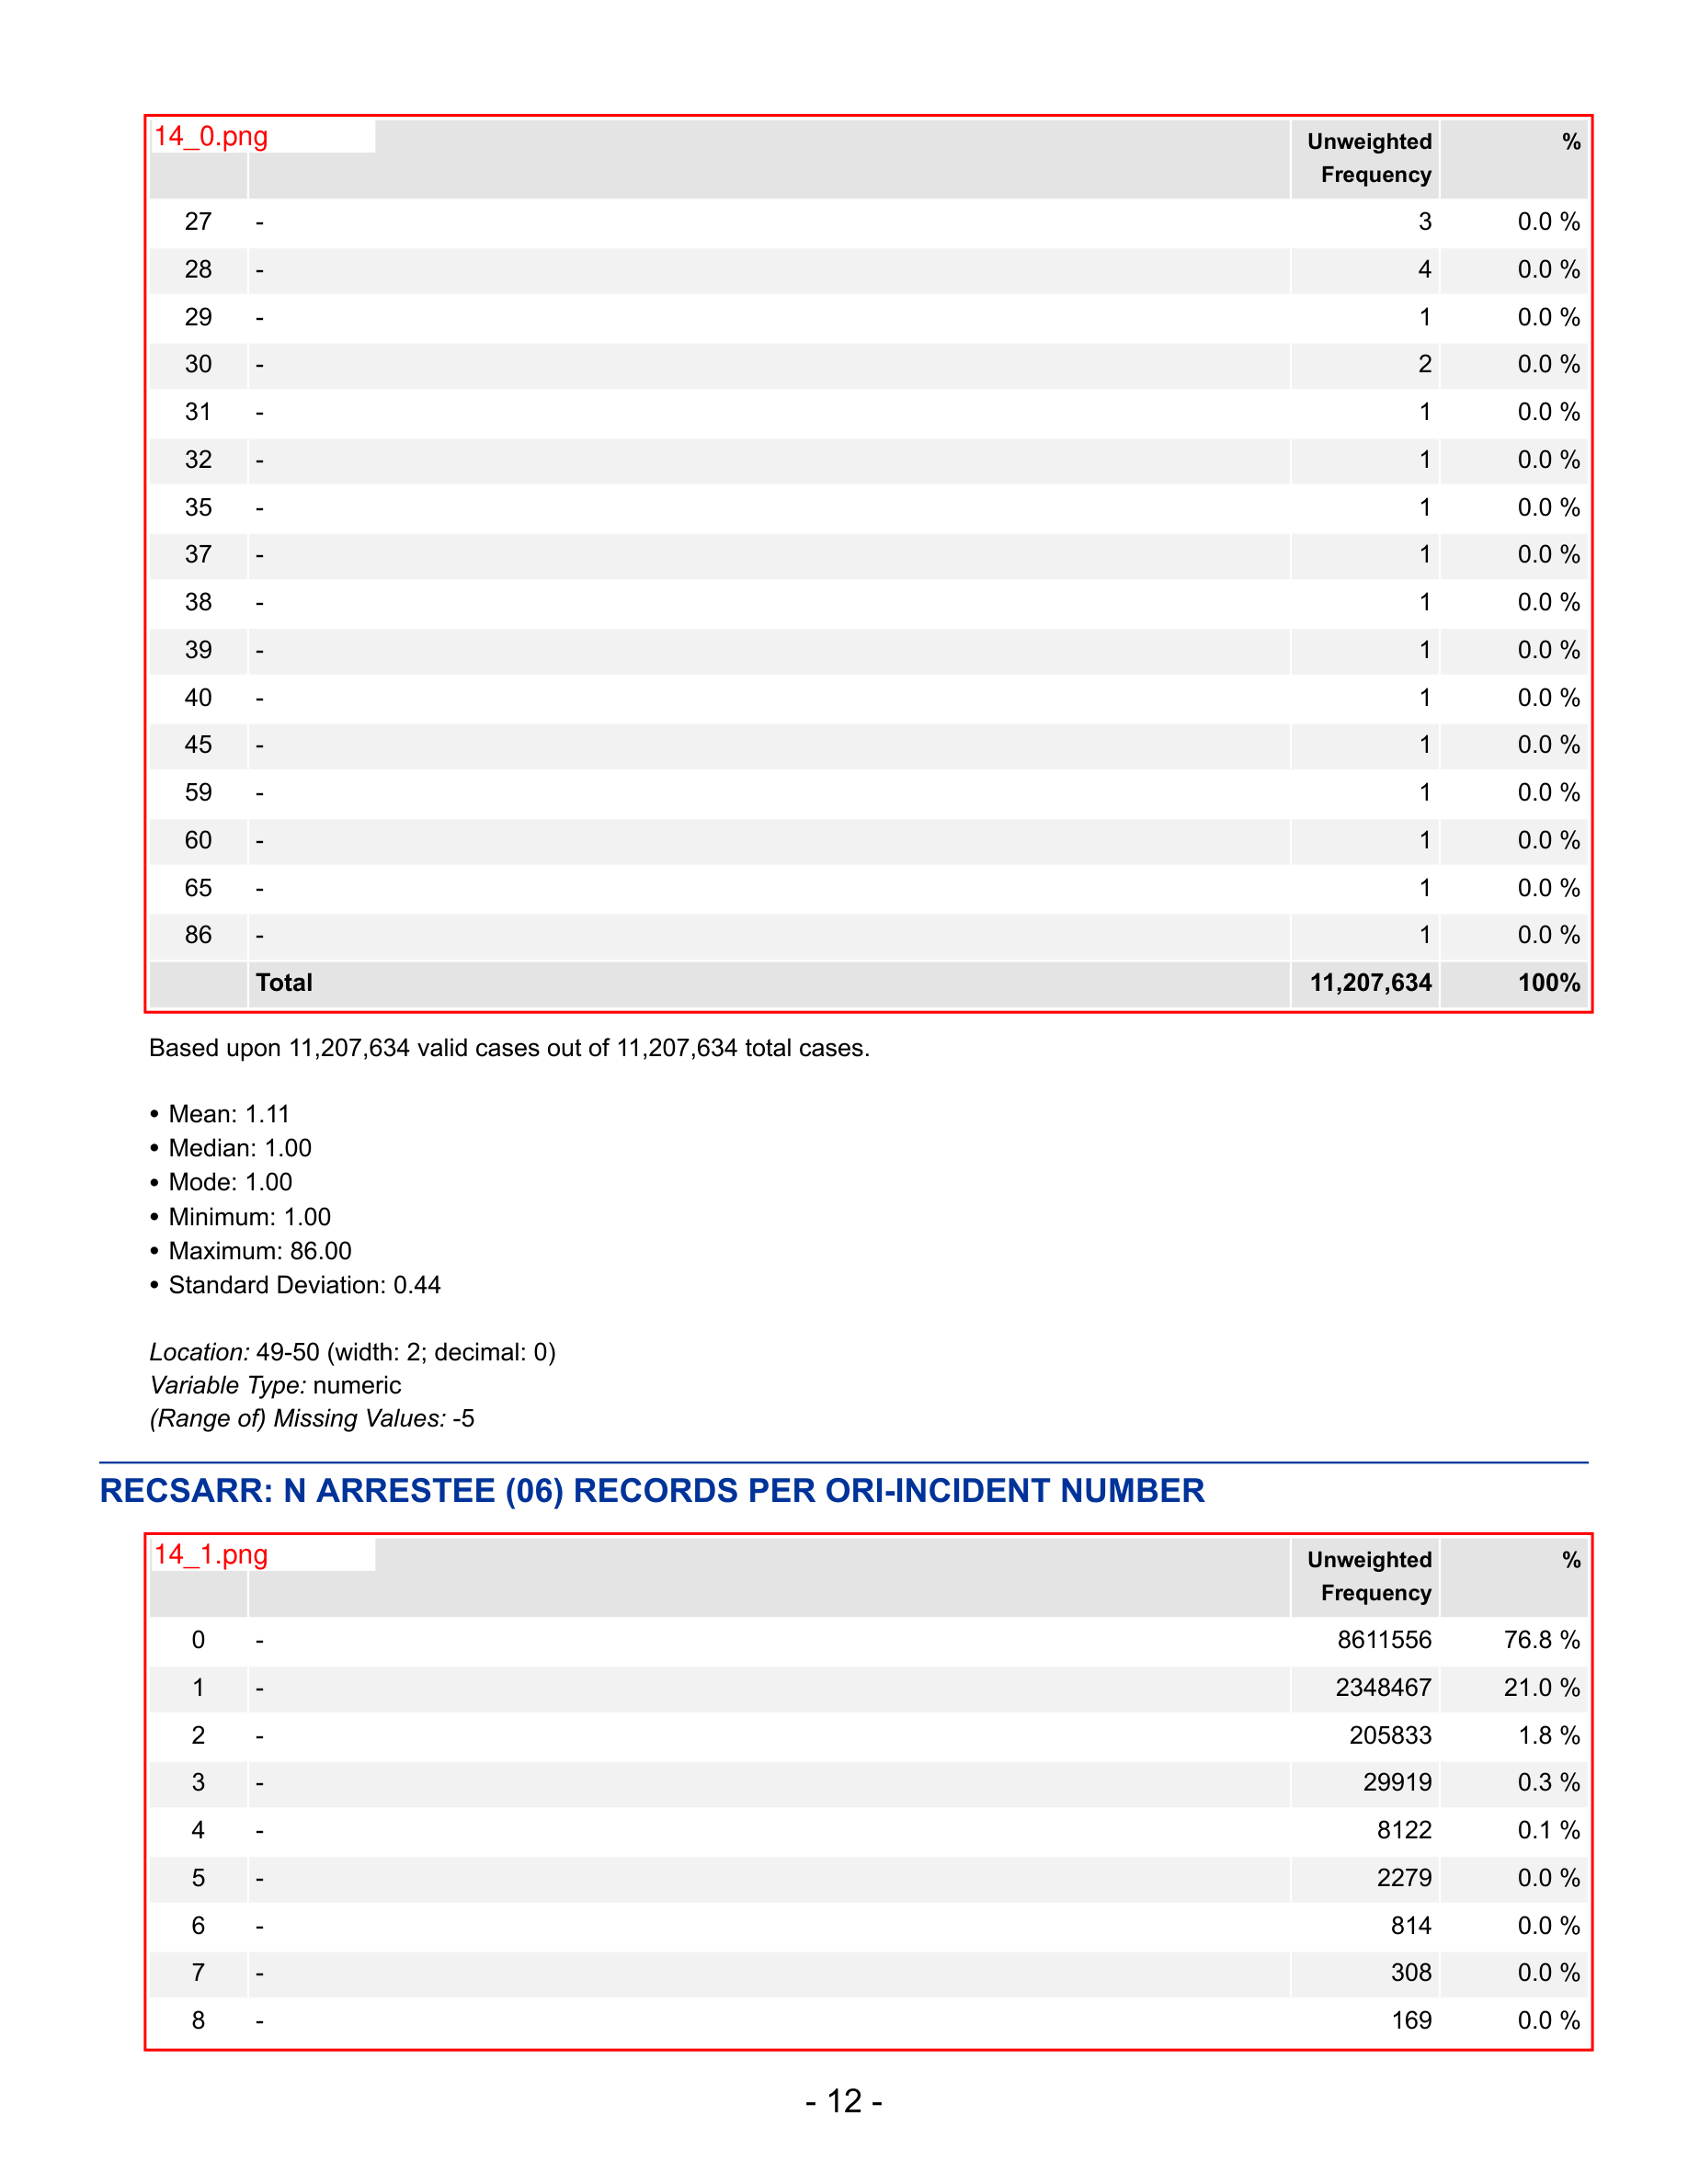 14_0.png
Unweighted Frequency %
27 - 3 0.0 %
28 - 4 0.0 %
29 - 1 0.0 %
30 - 2 0.0 %
31 - 1 0.0 %
32 - 1 0.0 %
35 - 1 0.0 %
37 - 1 0.0 %
38 - 1 0.0 %
39 - 1 0.0 %
40 - 1 0.0 %
45 - 1 0.0 %
59 - 1 0.0 %
60 - 1 0.0 %
65 - 1 0.0 %
86 - 1 0.0 %
Total 11,207,634 100%
Based upon 11,207,634 valid cases out of 11,207,634 total cases.
• Mean: 1.11
• Median: 1.00
• Mode: 1.00
• Minimum: 1.00
• Maximum: 86.00
• Standard Deviation: 0.44
Location: 49-50 (width: 2; decimal: 0)
Variable Type: numeric
(Range of) Missing Values: -5
RECSARR: N ARRESTEE (06) RECORDS PER ORI-INCIDENT NUMBER
14_1.png
Unweighted Frequency %
0 - 8611556 76.8 %
1 - 2348467 21.0 %
2 - 205833 1.8 %
3 - 29919 0.3 %
4 - 8122 0.1 %
5 - 2279 0.0 %
6 - 814 0.0 %
7 - 308 0.0 %
8 - 169 0.0 %
- 12 -